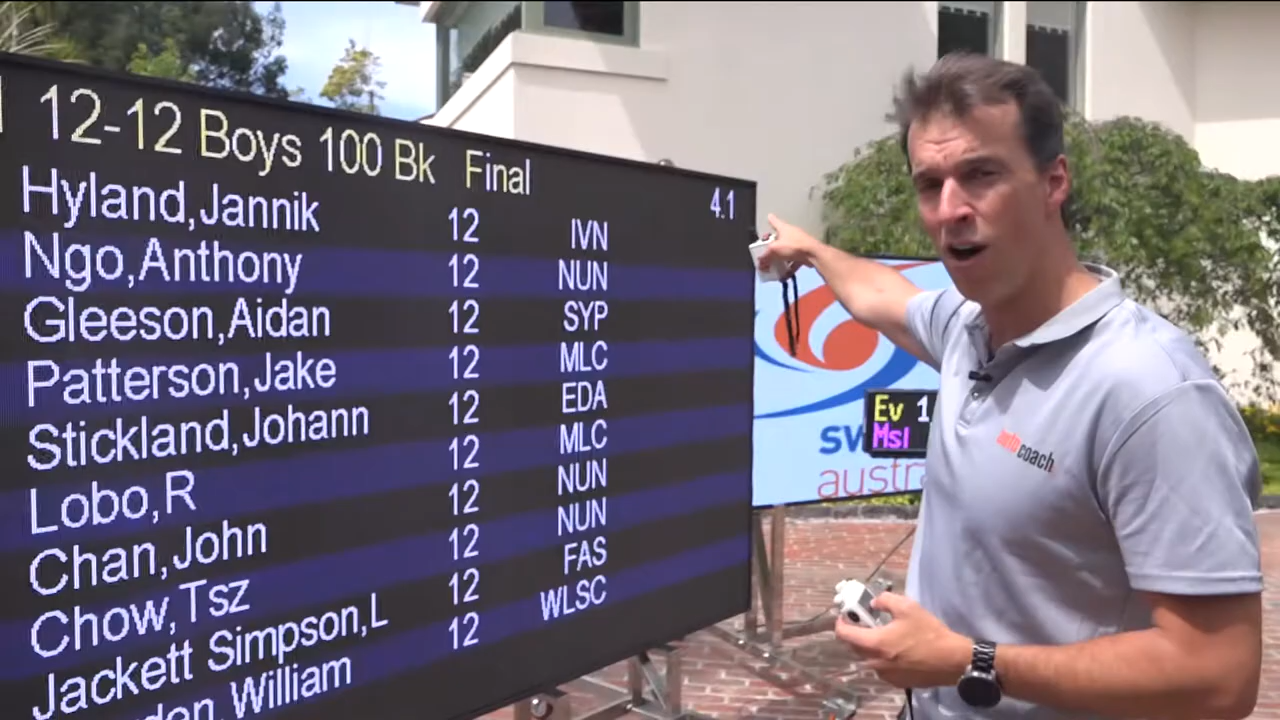 12-12 Boys 100 Bk Final
4.1
Hyland,Jannik 12 IVN
Ngo,Anthony 12 NUN
Gleeson,Aidan 12 SYP
Patterson,Jake 12 MLC
Stickland,Johann 12 EDA
Lobo,R 12 MLC
Chan,John 12 NUN
Chow,Tsz 12 NUN
Jackett Simpson,L 12 FAS
William 12 WLSC
Ev 1
Msl
coach